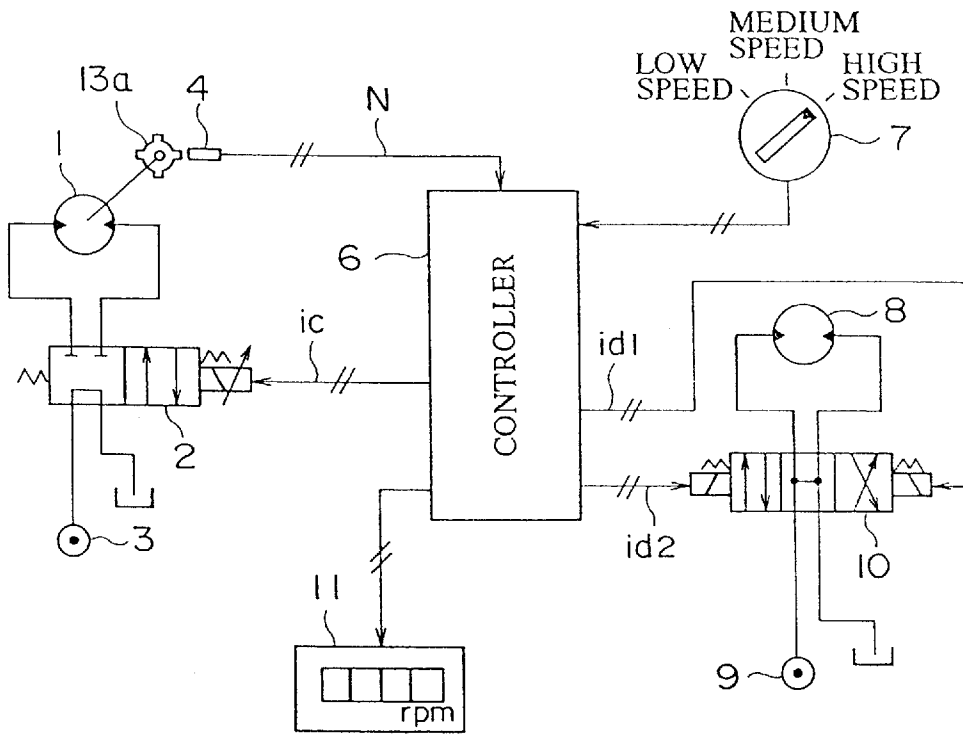 MEDIUM
SPEED
LOW
SPEED
HIGH
SPEED
13a
4
N
1
7
6
CONTROLLER
8
ic
id1
2
id2
10
3
11
9
rpm